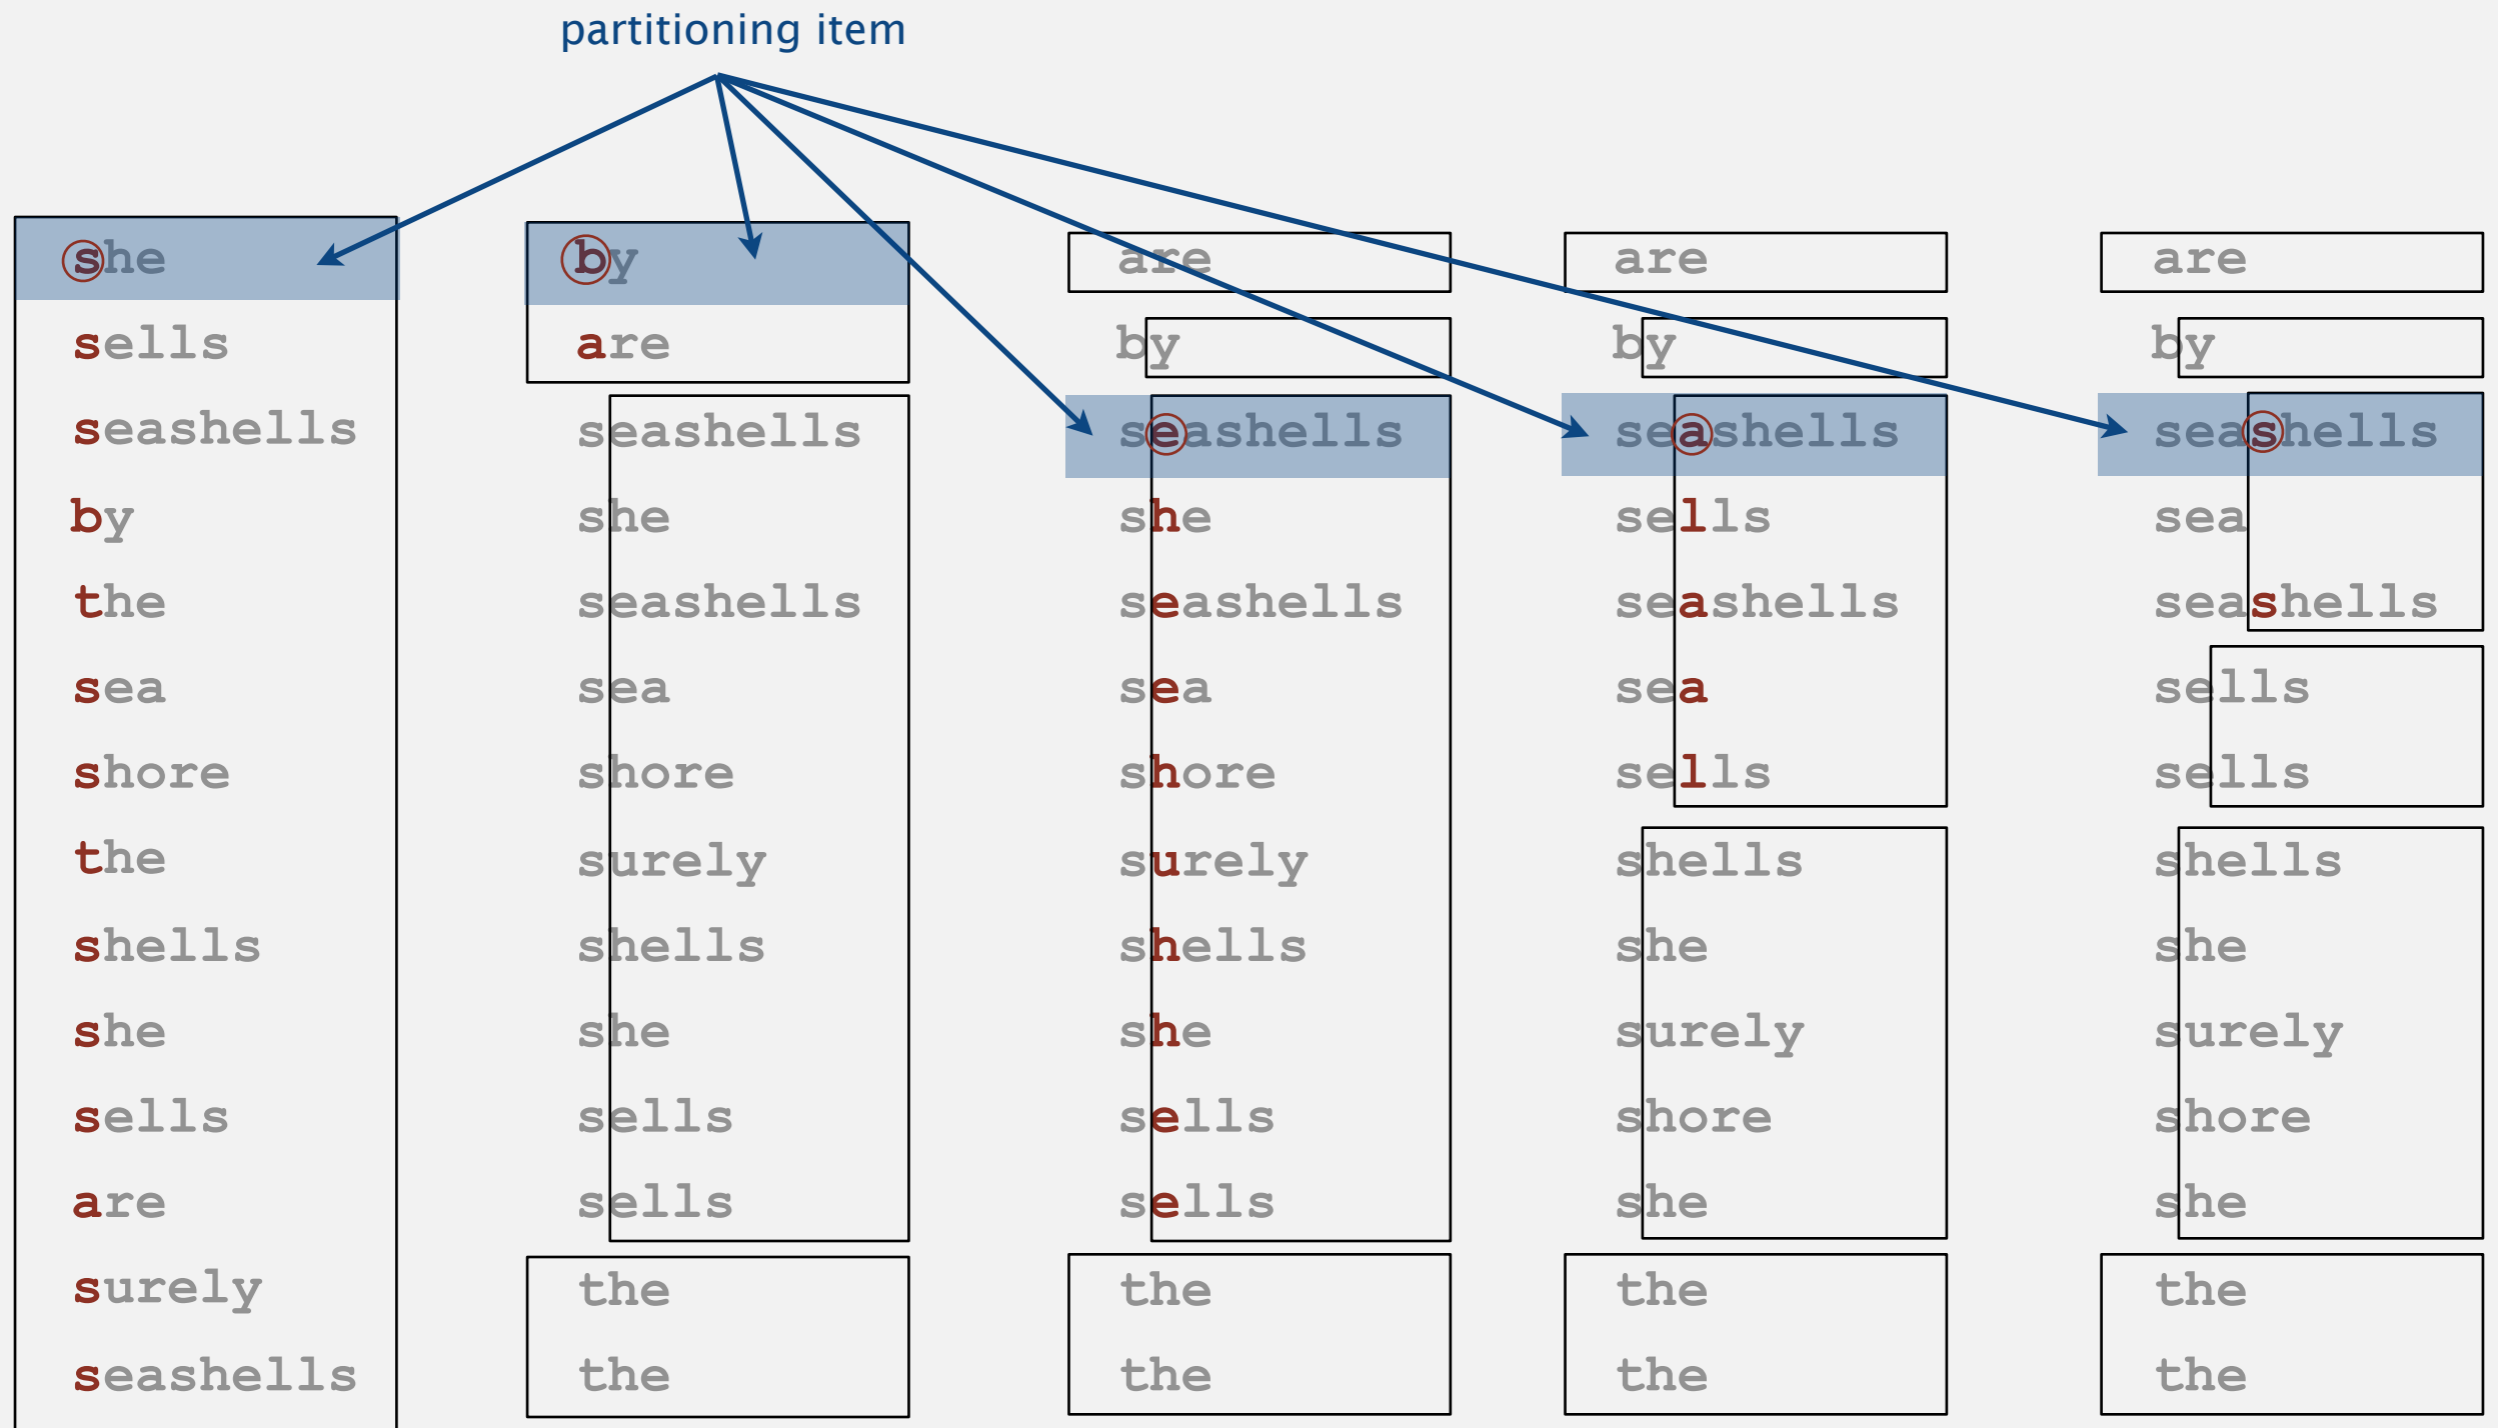 partitioning item
she by are are are
sells are by by by
seashells seashells seashells seashells seashells
by she she sells sea
the seashells seashells seashells seashells
sea sea sea sea sells
shore shore shore sells sells
the surely surely shells shells
shells shells shells she she
she she she surely surely
sells sells sells shore shore
are sells sells she she
surely the the the the
seashells the the the the